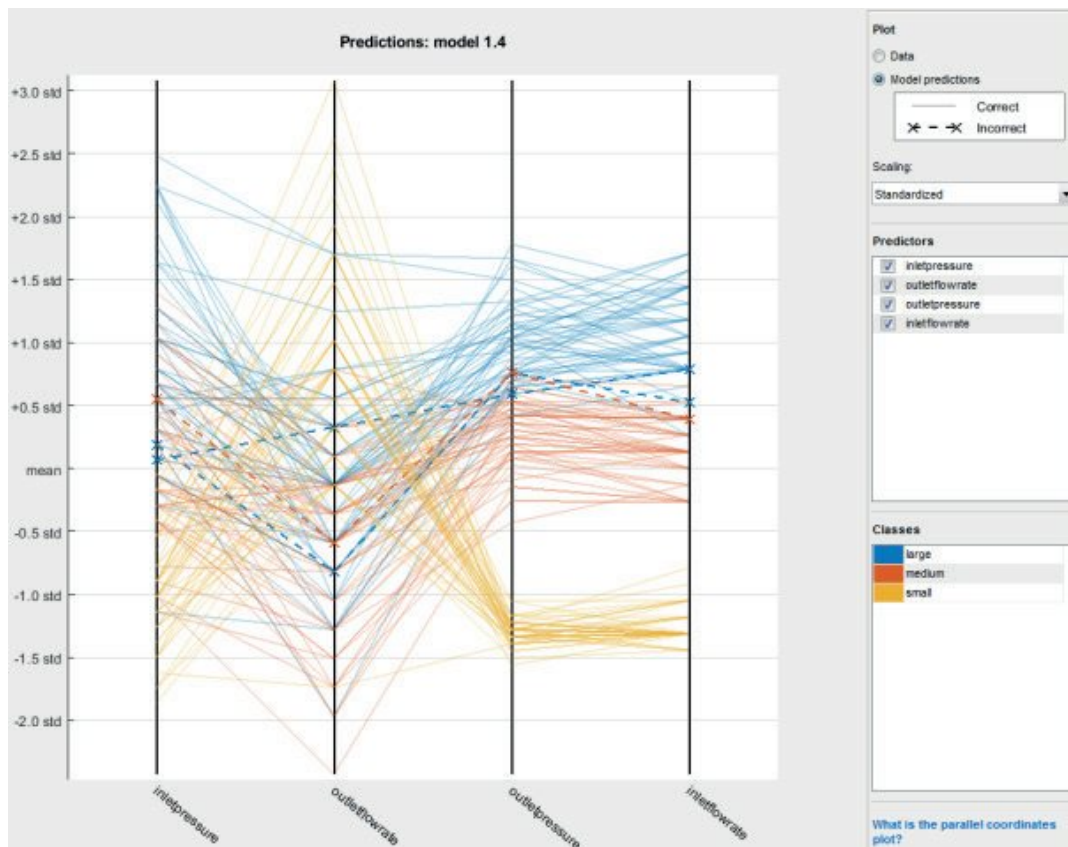 Predictions: model 1.4
+3.0 std
+2.5 std
+2.0 std
+1.5 std
+1.0 std
+0.5 std
mean
-0.5 std
-1.0 std
-1.5 std
-2.0 std
inletpressure
outletflowrate
outletpressure
inletflowrate
Plot
Data
Model predictions
Correct
Incorrect
Scaling:
Standardized
Predictors
inletpressure
outletflowrate
outletpressure
inletflowrate
Classes
large
medium
small
What is the parallel coordinates
plot?